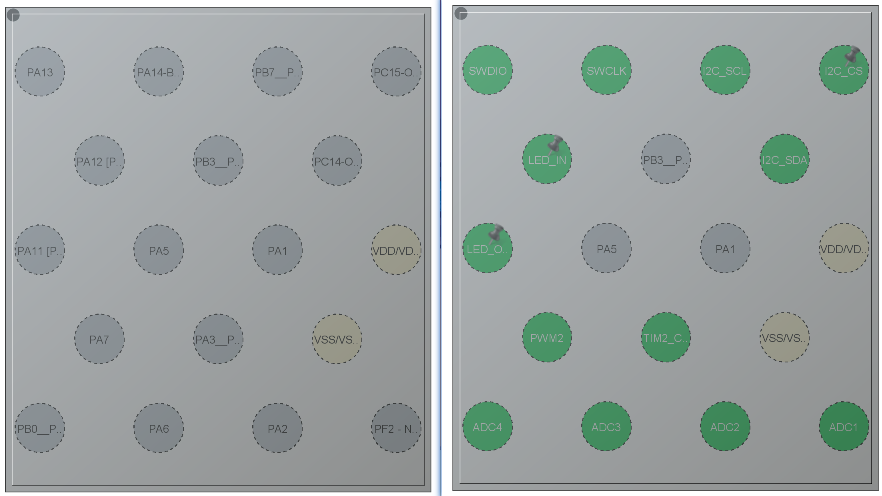 PA13 PA14-B PB7__P PC15-O
PA12 [P PB3__P.. PC14-O..
PA11 [P.. PA5 PA1 VDD/VD..
PA7 PA3__P.. VSS/VS..
PB0__P.. PA6 PA2 PF2 - N..
SWDIO SWCLK I2C_SCL I2C_CS
LED_IN PB3__P.. I2C_SDA
LED_O.. PA5 PA1 VDD/VD..
PWM2 TIM2_C.. VSS/VS..
ADC4 ADC3 ADC2 ADC1